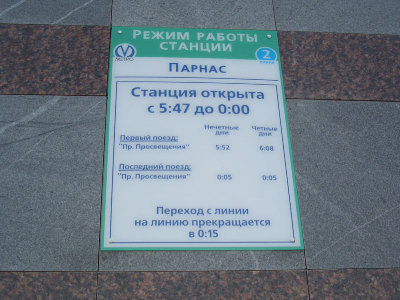 РЕЖИМ РАБОТЫ
СТАНЦИИ
МЕТРО
2
ЛИНИЯ
ПАРНАС
Станция открыта
с 5:47 до 0:00
Нечетные дни Четные дни
Первый поезд:
"Пр. Просвещения" 5:52 6:08
Последний поезд:
"Пр. Просвещения" 0:05 0:05
Переход с линии
на линию прекращается
в 0:15